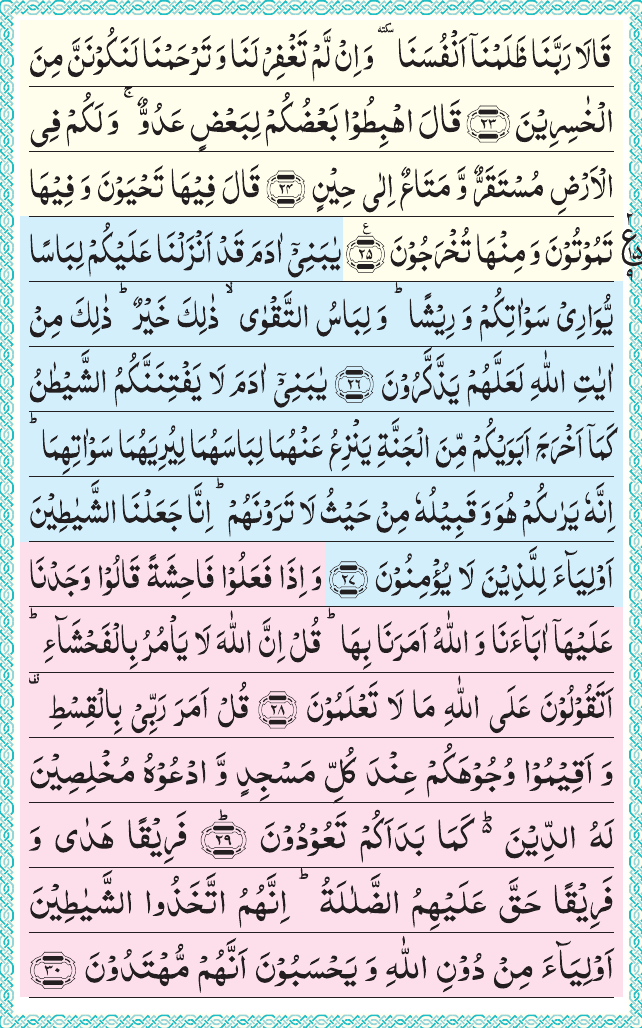 قَالَا رَبَّنَا ظَلَمْنَآ اَنْفُسَنَا ٚ وَاِنْ لَّمْ تَغْفِرْ لَنَا وَ تَرْحَمْنَا لَنَكُوْنَنَّ مِنَ
الْخٰسِرِيْنَ ﴿۲۳﴾ قَالَ اهْبِطُوْا بَعْضُكُمْ لِبَعْضٍ عَدُوٌّ ۚ وَ لَكُمْ فِى
الْاَرْضِ مُسْتَقَرٌّ وَّ مَتَاعٌ اِلٰى حِيْنٍ ﴿۲۴﴾ قَالَ فِيْهَا تَحْيَوْنَ وَ فِيْهَا
تَمُوْتُوْنَ وَ مِنْهَا تُخْرَجُوْنَ ﴿۲۵﴾ يٰبَنِىْٓ اٰدَمَ قَدْ اَنْزَلْنَا عَلَيْكُمْ لِبَاسًا
يُّوَارِىْ سَوْاٰتِكُمْ وَ رِيْشًا ؕ وَ لِبَاسُ التَّقْوٰى ۙ ذٰلِكَ خَيْرٌ ؕ ذٰلِكَ مِنْ
اٰيٰتِ اللّٰهِ لَعَلَّهُمْ يَذَّكَّرُوْنَ ﴿۲۶﴾ يٰبَنِىْٓ اٰدَمَ لَا يَفْتِنَنَّكُمُ الشَّيْطٰنُ
كَمَآ اَخْرَجَ اَبَوَيْكُمْ مِّنَ الْجَنَّةِ يَنْزِعُ عَنْهُمَا لِبَاسَهُمَا لِيُرِيَهُمَا سَوْاٰتِهِمَا ؕ
اِنَّهٗ يَرٰىكُمْ هُوَ وَ قَبِيْلُهٗ مِنْ حَيْثُ لَا تَرَوْنَهُمْ ؕ اِنَّا جَعَلْنَا الشَّيٰطِيْنَ
اَوْلِيَآءَ لِلَّذِيْنَ لَا يُؤْمِنُوْنَ ﴿۲۷﴾ وَ اِذَا فَعَلُوْا فَاحِشَةً قَالُوْا وَجَدْنَا
عَلَيْهَآ اٰبَآءَنَا وَ اللّٰهُ اَمَرَنَا بِهَا ؕ قُلْ اِنَّ اللّٰهَ لَا يَاْمُرُ بِالْفَحْشَآءِ ؕ
اَتَقُوْلُوْنَ عَلَى اللّٰهِ مَا لَا تَعْلَمُوْنَ ﴿۲۸﴾ قُلْ اَمَرَ رَبِّىْ بِالْقِسْطِ
وَ اَقِيْمُوْا وُجُوْهَكُمْ عِنْدَ كُلِّ مَسْجِدٍ وَّ ادْعُوْهُ مُخْلِصِيْنَ
لَهُ الدِّيْنَ ؕ۬ كَمَا بَدَاَكُمْ تَعُوْدُوْنَ ﴿ؕ۲۹﴾ فَرِيْقًا هَدٰى وَ
فَرِيْقًا حَقَّ عَلَيْهِمُ الضَّلٰلَةُ ؕ اِنَّهُمُ اتَّخَذُوا الشَّيٰطِيْنَ
اَوْلِيَآءَ مِنْ دُوْنِ اللّٰهِ وَ يَحْسَبُوْنَ اَنَّهُمْ مُّهْتَدُوْنَ ﴿۳۰﴾